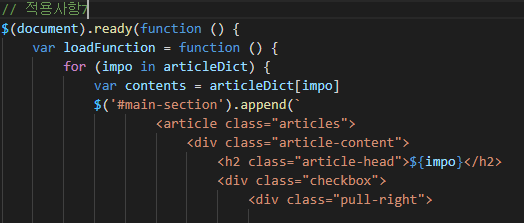 // 적용사항7
$(document).ready(function () {
var loadFunction = function () {
for (impo in articleDict) {
var contents = articleDict[impo]
$('#main-section').append(`
<article class="articles">
<div class="article-content">
<h2 class="article-head">${impo}</h2>
<div class="checkbox">
<div class="pull-right">